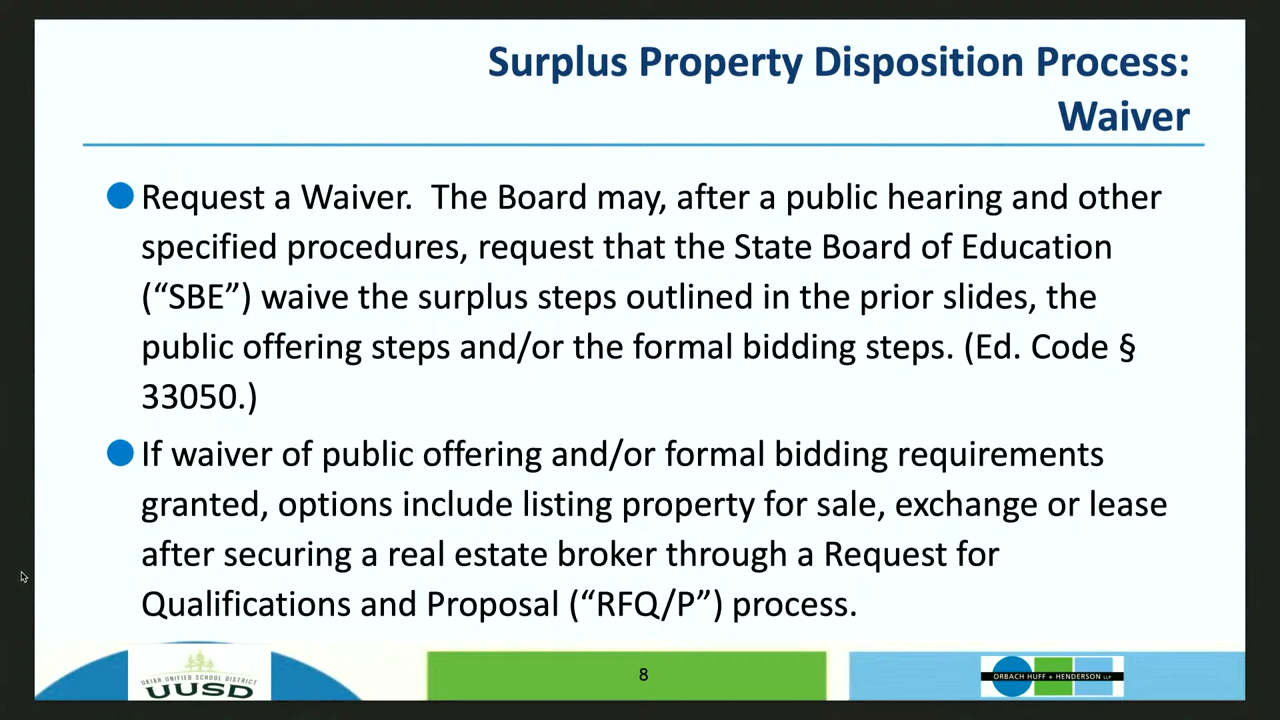 Surplus Property Disposition Process:
Waiver
Request a Waiver.  The Board may, after a public hearing and other
specified procedures, request that the State Board of Education
(“SBE”) waive the surplus steps outlined in the prior slides, the
public offering steps and/or the formal bidding steps. (Ed. Code §
33050.)
If waiver of public offering and/or formal bidding requirements
granted, options include listing property for sale, exchange or lease
after securing a real estate broker through a Request for
Qualifications and Proposal (“RFQ/P”) process.
UKIAH UNIFIED SCHOOL DISTRICT
UUSD
8
ORBACH HUFF + HENDERSON LLP